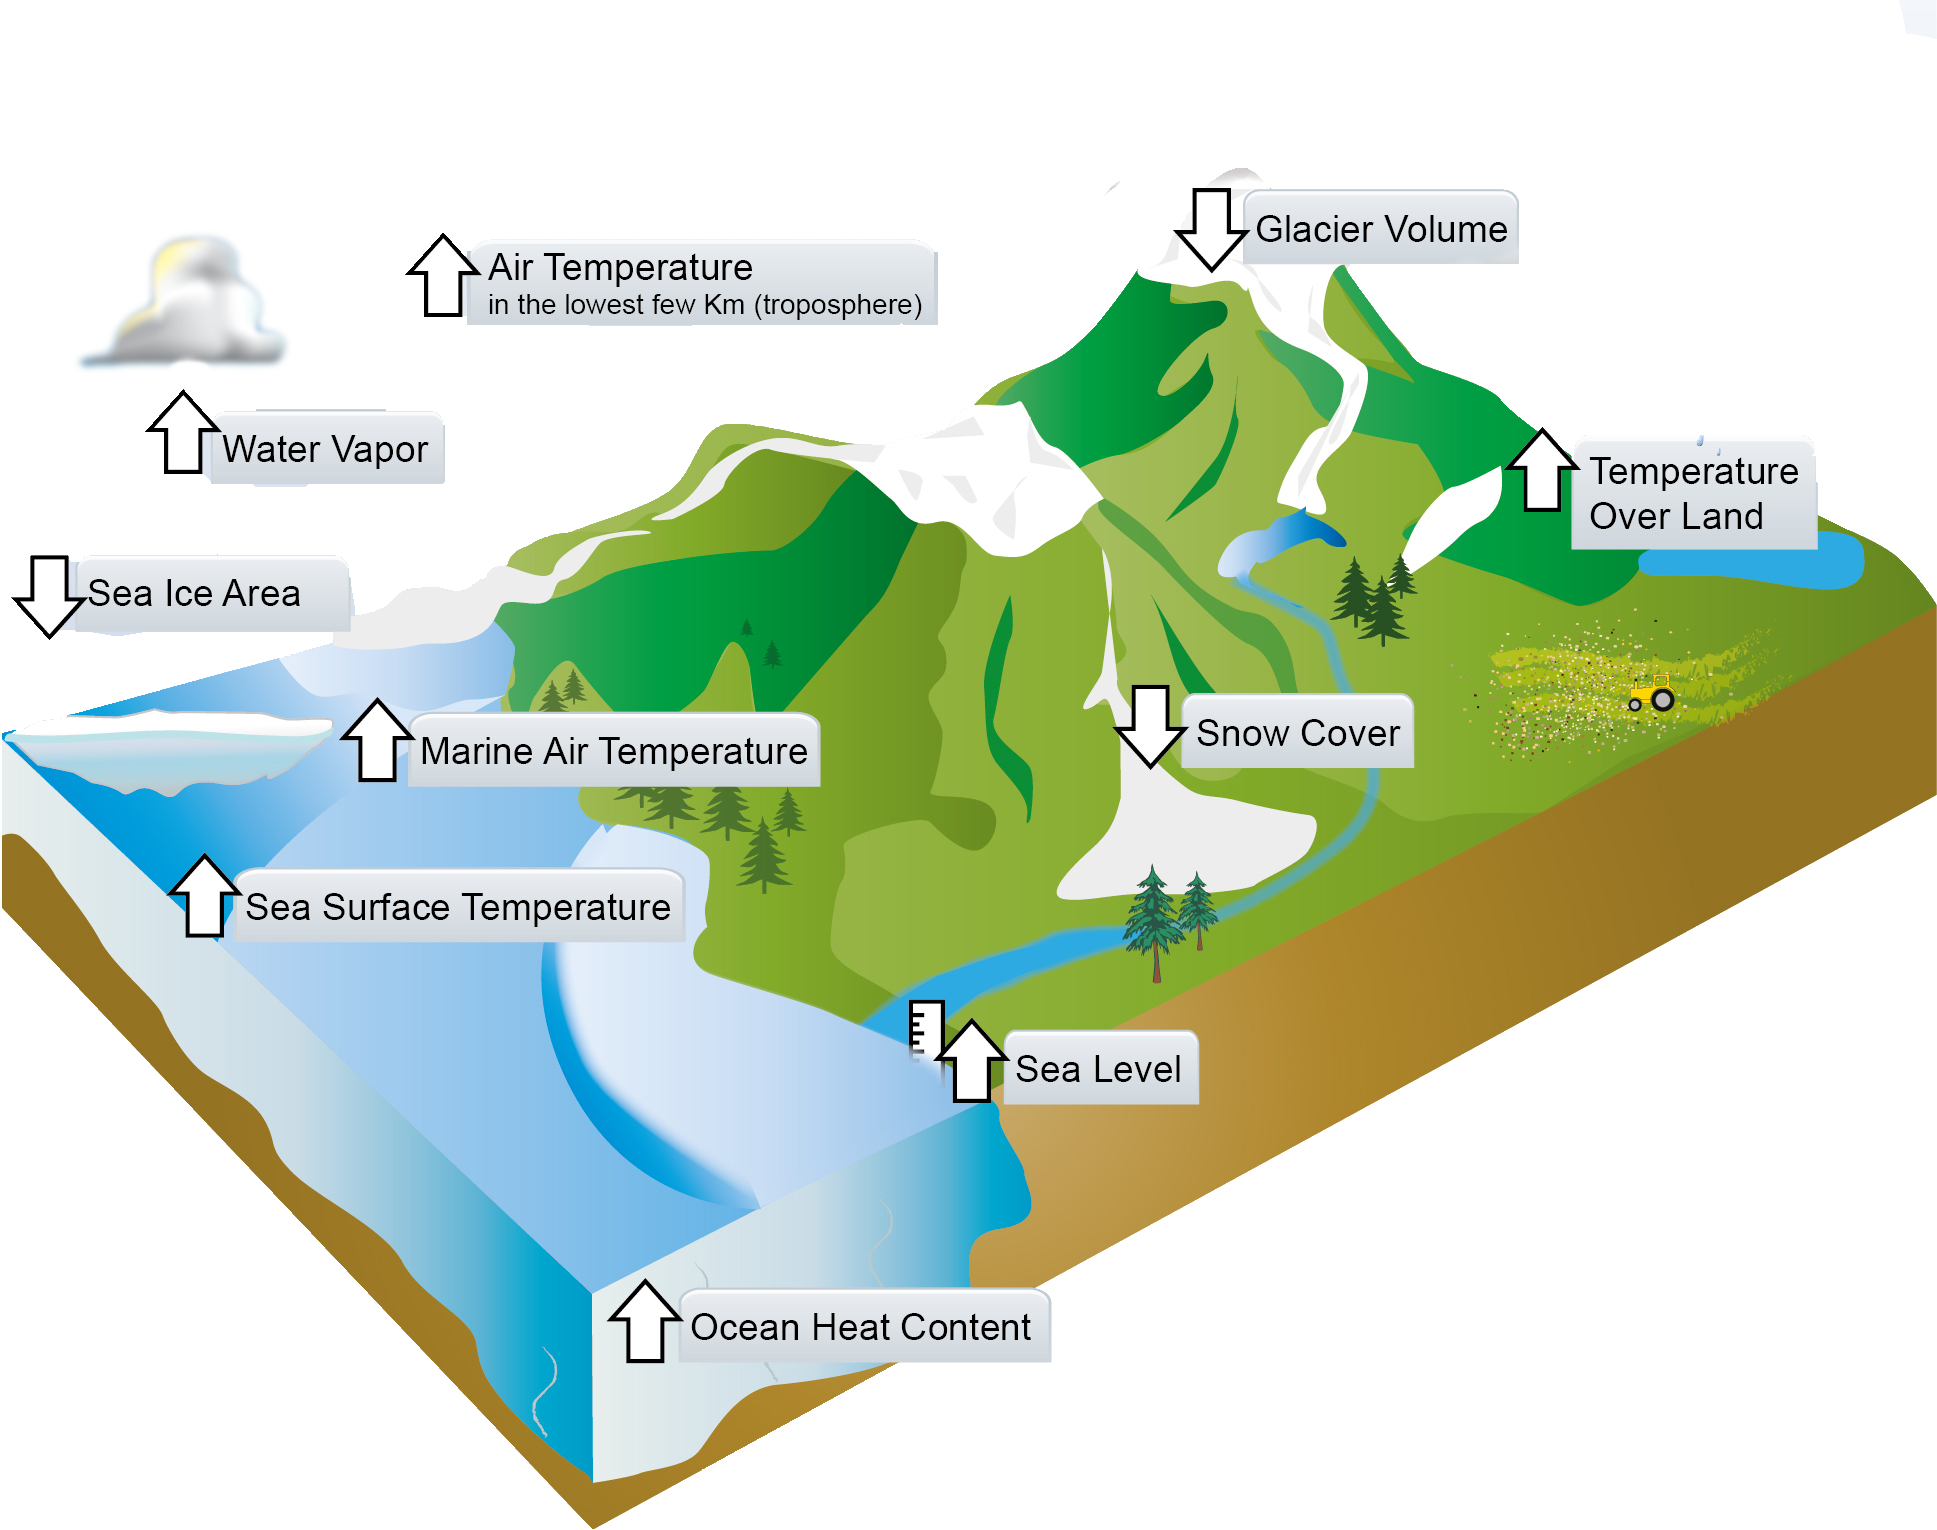 Glacier Volume
Air Temperature
in the lowest few Km (troposphere)
Water Vapor
Temperature
Over Land
Sea Ice Area
Marine Air Temperature
Snow Cover
Sea Surface Temperature
Sea Level
Ocean Heat Content